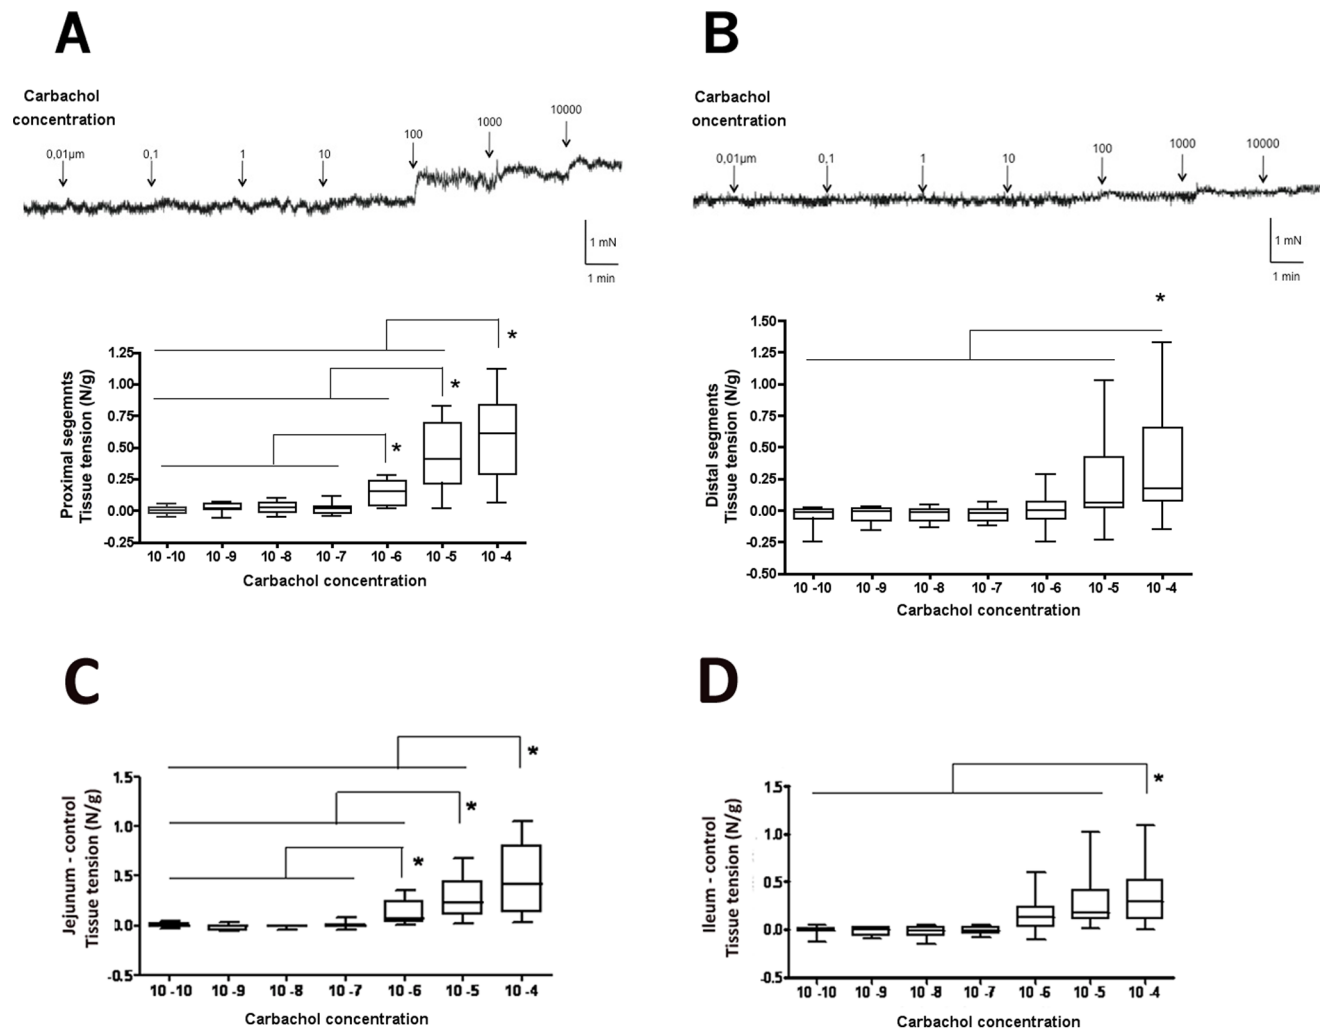 A
Carbachol
concentration
0,01µm
0,1
1
10
100
1000
10000
1 mN
1 min
B
Carbachol
oncentration
0,01µm
0,1
1
10
100
1000
10000
1 mN
1 min
Proximal segemnts
Tissue tension (N/g)
1.25
1.00
0.75
0.50
0.25
0.00
-0.25
*
*
*
10 -10
10 -9
10 -8
10 -7
10 -6
10 -5
10 -4
Carbachol concentration
Distal segments
Tissue tension (N/g)
1.50
1.25
1.00
0.75
0.50
0.25
0.00
-0.25
-0.50
*
10 -10
10 -9
10 -8
10 -7
10 -6
10 -5
10 -4
Carbachol concentration
C
Jejunum - control
Tissue tension (N/g)
1.5
1.0
0.5
0.0
-0.5
*
*
*
10 -10
10 -9
10 -8
10 -7
10 -6
10 -5
10 -4
Carbachol concentration
D
Ileum - control
Tissue tension (N/g)
1.5
1.0
0.5
0.0
-0.5
*
10 -10
10 -9
10 -8
10 -7
10 -6
10 -5
10 -4
Carbachol concentration